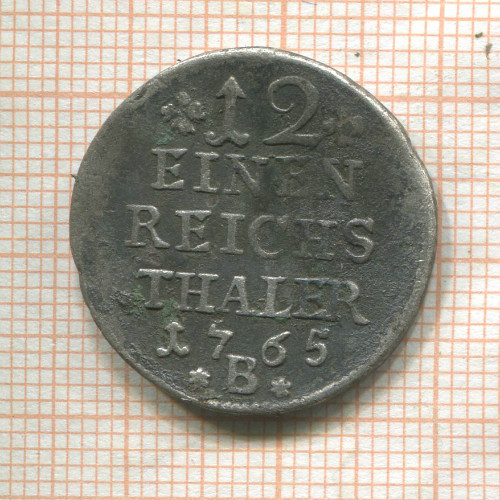 12
EINEN
REICHS
THALER
1765
B